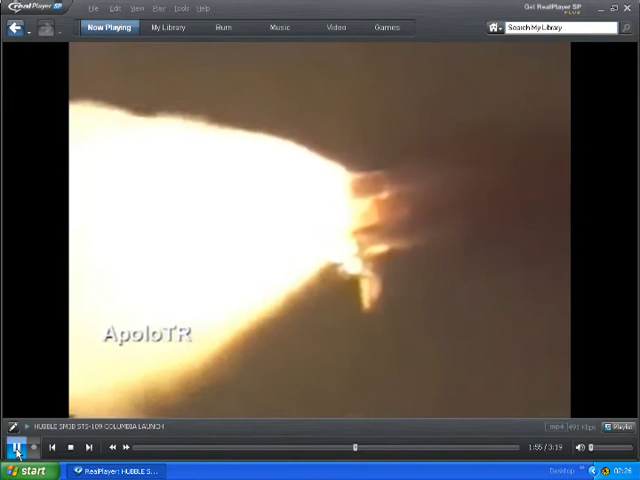 RealPlayer SP
File Edit View Play Tools Help
Get RealPlayer SP
PLUS
Now Playing My Library Burn Music Video Games
Search My Library
ApoloTR
HUBBLE SM3B STS-109 COLUMBIA LAUNCH
mp4 491 Kbps Playlist
1:55 / 3:19
start
RealPlayer: HUBBLE S...
Desktop
02:26